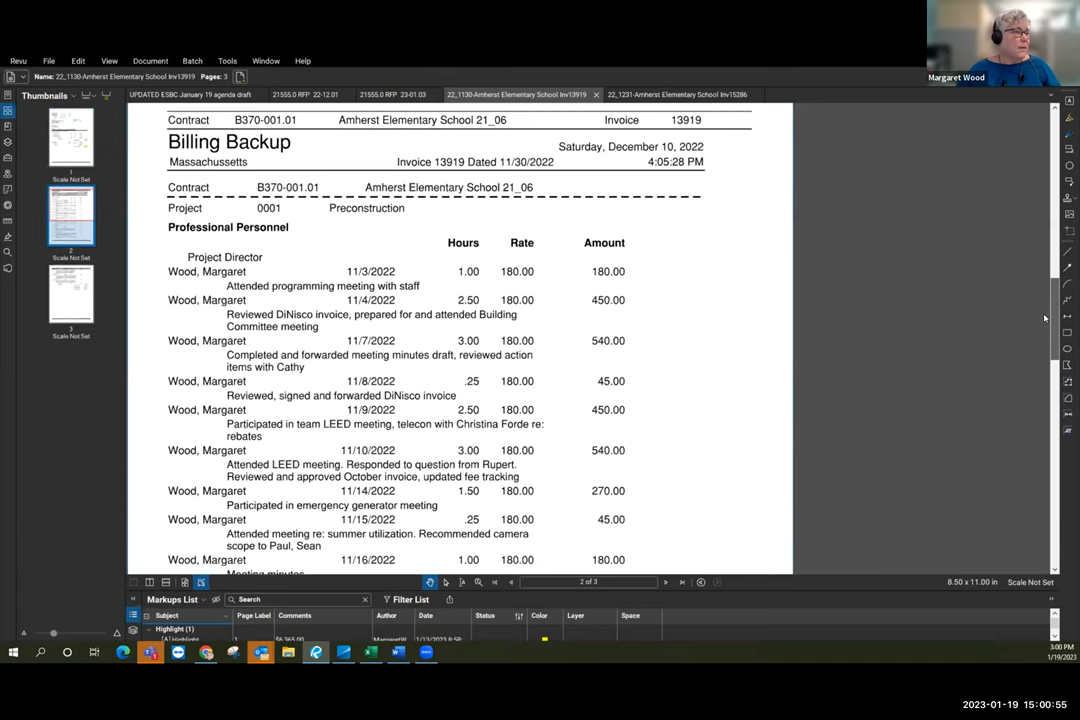 Margaret Wood
Revu File Edit View Document Batch Tools Window Help
Name: 22_1130-Amherst Elementary School Inv13919 Pages: 3
Thumbnails
UPDATED ESBC January 19 agenda draft 21555.0 RFP 22-12.01 21555.0 RFP 23-01.03 22_1130-Amherst Elementary School Inv13919 22_1231-Amherst Elementary School Inv15286
1
Scale Not Set
2
Scale Not Set
3
Scale Not Set
Contract B370-001.01 Amherst Elementary School 21_06 Invoice 13919
Billing Backup Saturday, December 10, 2022
Massachussetts Invoice 13919 Dated 11/30/2022 4:05:28 PM
Contract B370-001.01 Amherst Elementary School 21_06
Project 0001 Preconstruction
Professional Personnel
Hours Rate Amount
Project Director
Wood, Margaret 11/3/2022 1.00 180.00 180.00
Attended programming meeting with staff
Wood, Margaret 11/4/2022 2.50 180.00 450.00
Reviewed DiNisco invoice, prepared for and attended Building
Committee meeting
Wood, Margaret 11/7/2022 3.00 180.00 540.00
Completed and forwarded meeting minutes draft, reviewed action
items with Cathy
Wood, Margaret 11/8/2022 .25 180.00 45.00
Reviewed, signed and forwarded DiNisco invoice
Wood, Margaret 11/9/2022 2.50 180.00 450.00
Participated in team LEED meeting, telecon with Christina Forde re:
rebates
Wood, Margaret 11/10/2022 3.00 180.00 540.00
Attended LEED meeting. Responded to question from Rupert.
Reviewed and approved October invoice, updated fee tracking
Wood, Margaret 11/14/2022 1.50 180.00 270.00
Participated in emergency generator meeting
Wood, Margaret 11/15/2022 .25 180.00 45.00
Attended meeting re: summer utilization. Recommended camera
scope to Paul, Sean
Wood, Margaret 11/16/2022 1.00 180.00 180.00
Meeting minutes
2 of 3 8.50 x 11.00 in Scale Not Set
Markups List Search Filter List
Subject Page Label Comments Author Date Status Color Layer Space
Highlight (1)
3:00 PM
1/19/2023
2023-01-19 15:00:55